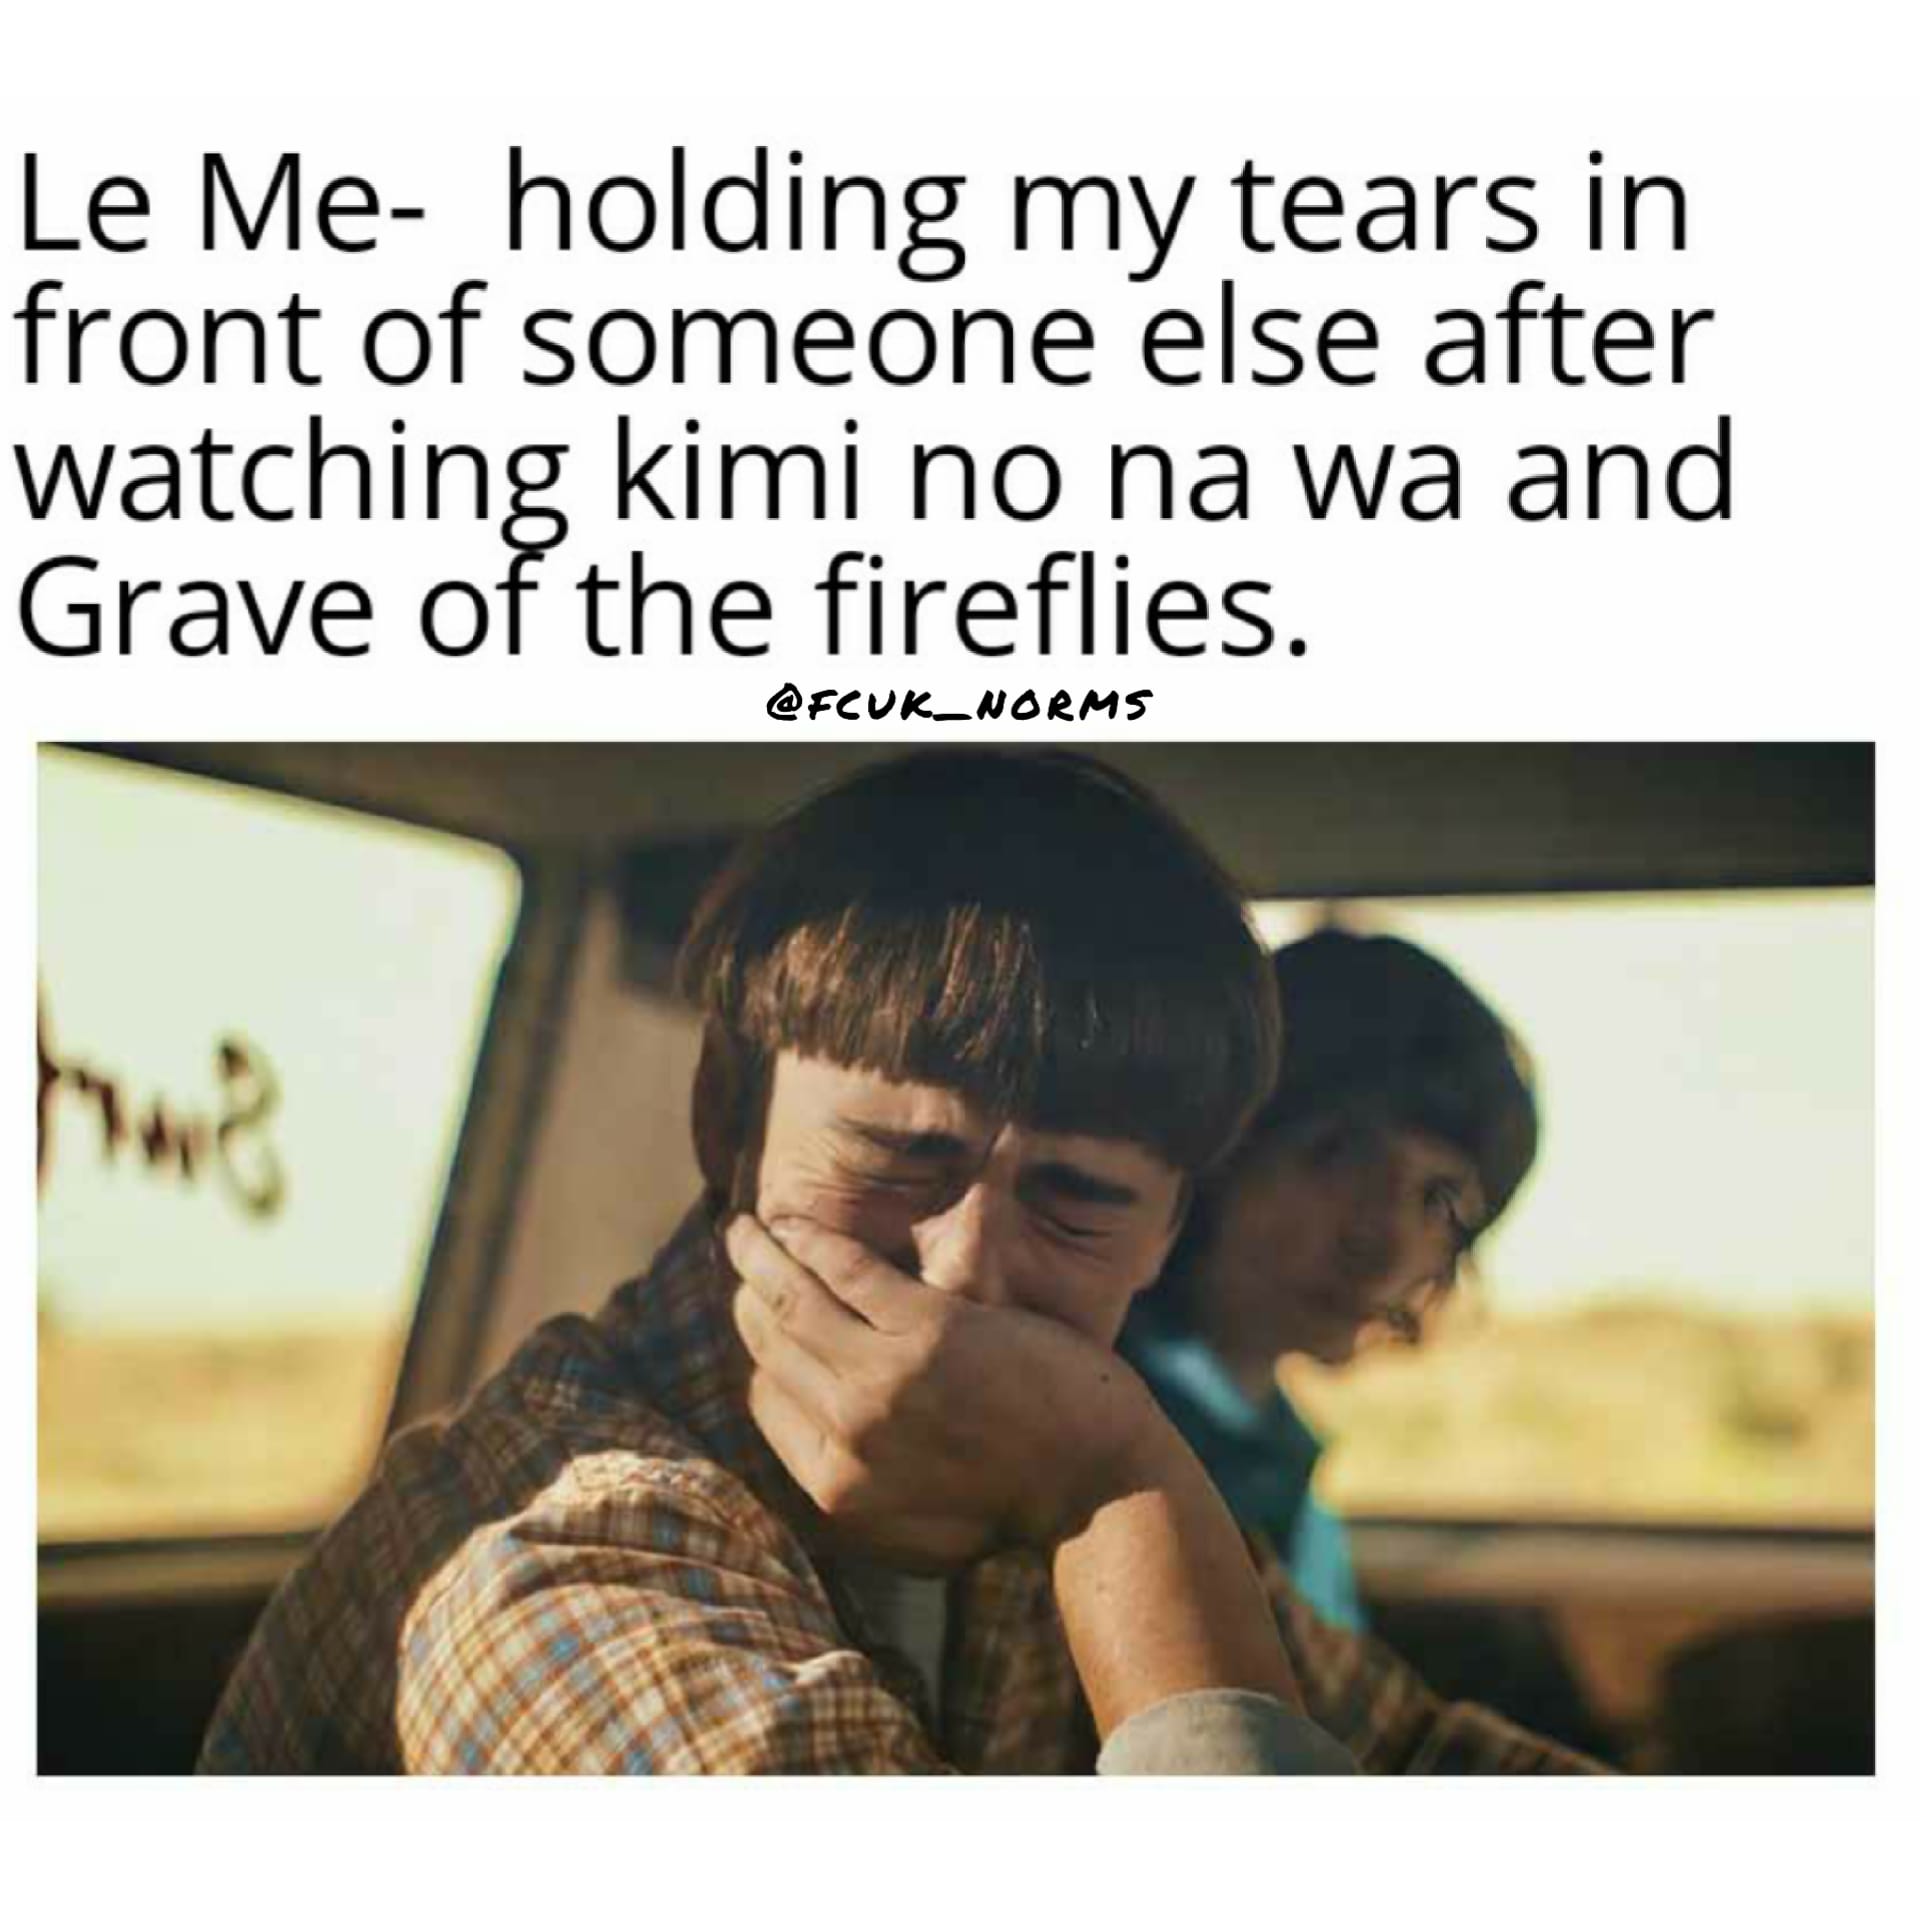 Le Me-  holding my tears in
front of someone else after
watching kimi no na wa and
Grave of the fireflies.
@FCUK_NORMS
Surf